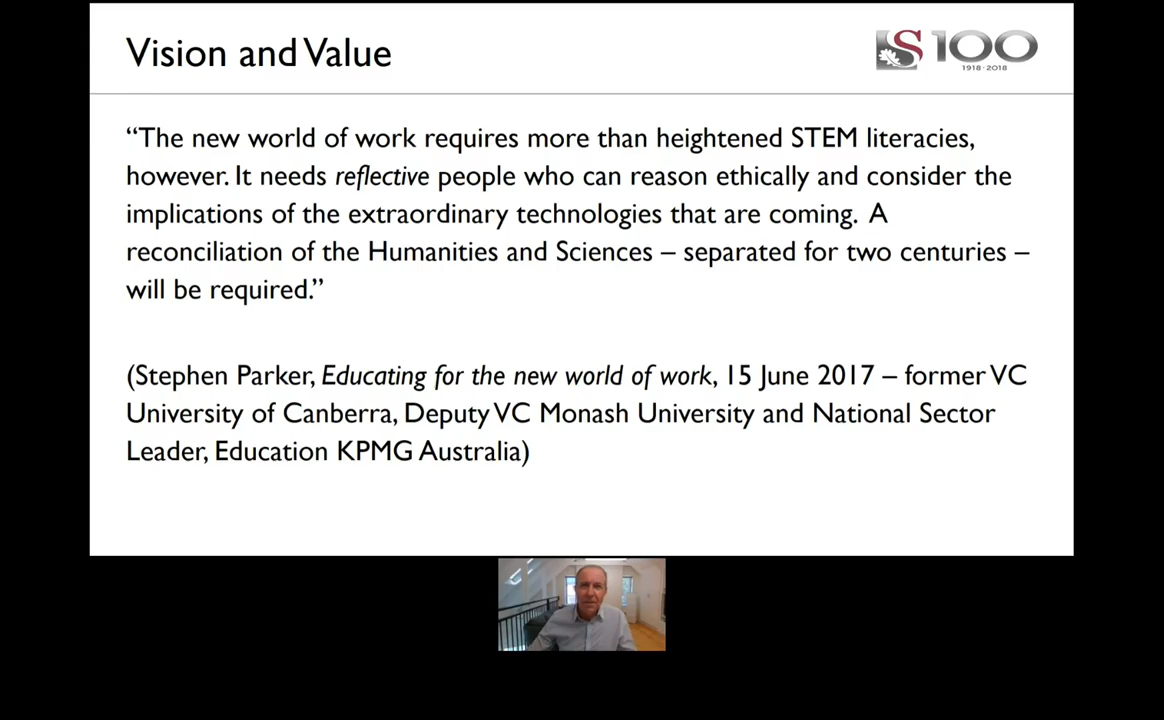 Vision and Value
S100
1918-2018
“The new world of work requires more than heightened STEM literacies,
however. It needs reflective people who can reason ethically and consider the
implications of the extraordinary technologies that are coming. A
reconciliation of the Humanities and Sciences – separated for two centuries –
will be required.”
(Stephen Parker, Educating for the new world of work, 15 June 2017 – former VC
University of Canberra, Deputy VC Monash University and National Sector
Leader, Education KPMG Australia)